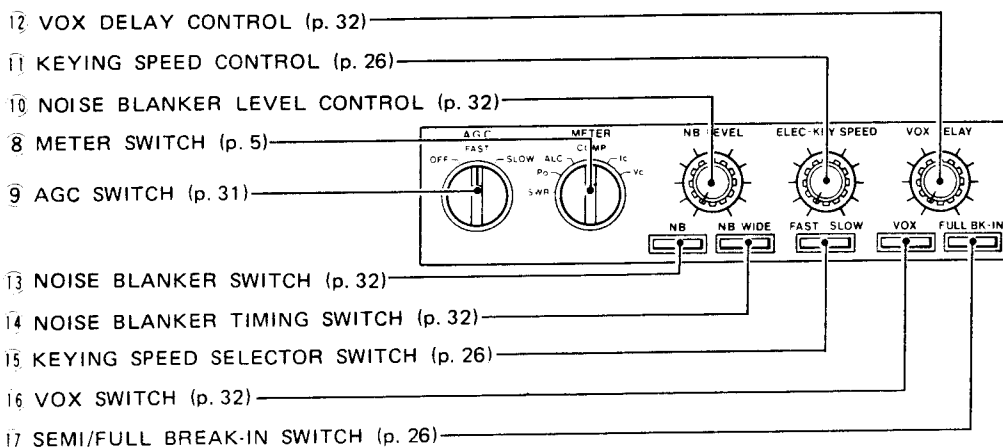 ⑫ VOX DELAY CONTROL (p. 32)
⑪ KEYING SPEED CONTROL (p. 26)
⑩ NOISE BLANKER LEVEL CONTROL (p. 32)
⑧ METER SWITCH (p. 5)
⑨ AGC SWITCH (p. 31)
AGC METER NB LEVEL ELEC-KEY SPEED VOX DELAY
OFF FAST SLOW
SWR Po ALC COMP Ic Vc
NB NB WIDE FAST SLOW VOX FULL BK-IN
⑬ NOISE BLANKER SWITCH (p. 32)
⑭ NOISE BLANKER TIMING SWITCH (p. 32)
⑮ KEYING SPEED SELECTOR SWITCH (p. 26)
⑯ VOX SWITCH (p. 32)
⑰ SEMI/FULL BREAK-IN SWITCH (p. 26)